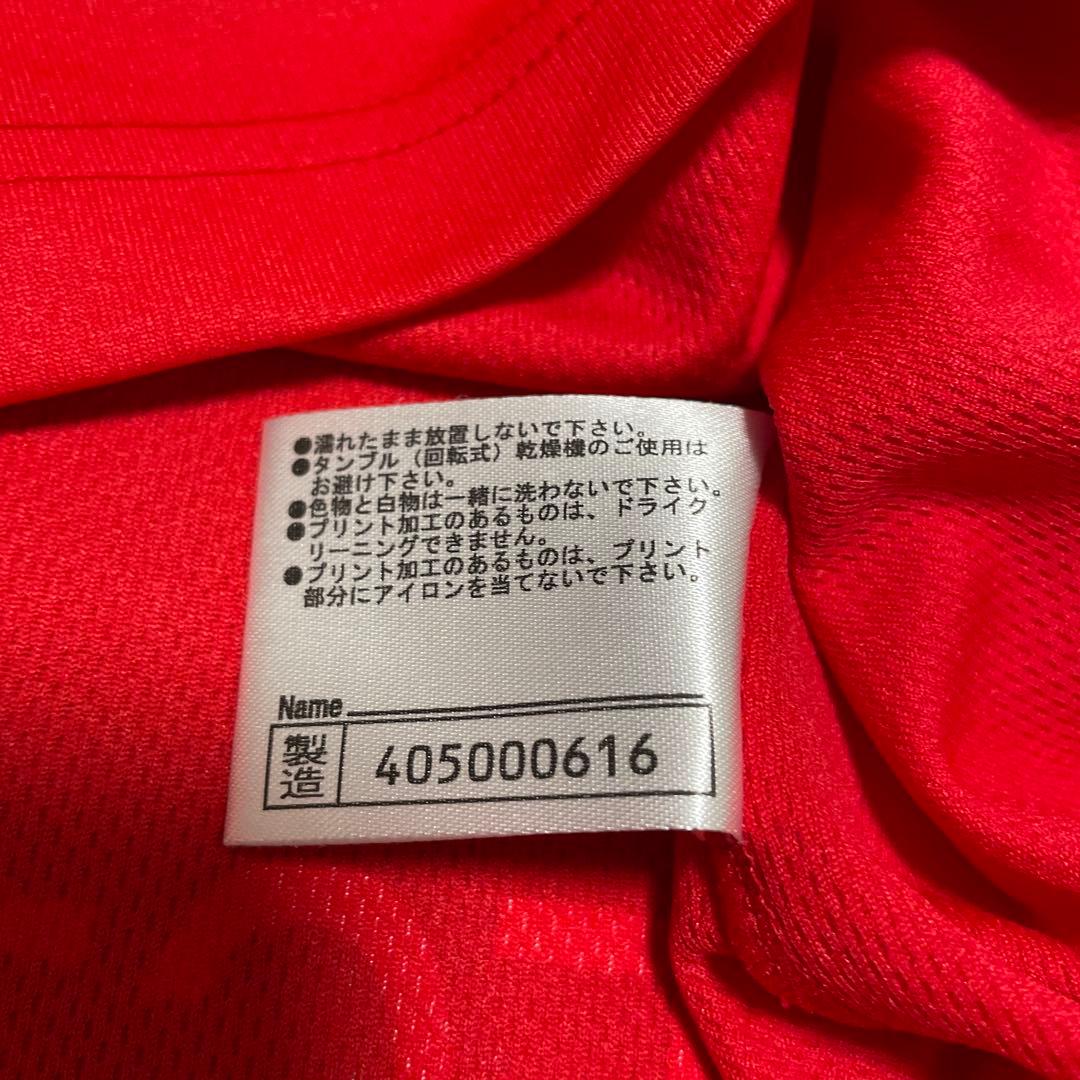 ●濡れたまま放置しないで下さい。
●タンブル（回転式）乾燥機のご使用は
お避け下さい。
●色物と白物は一緒に洗わないで下さい。
●プリント加工のあるものは、ドライク
リーニングできません。
●プリント加工のあるものは、プリント
部分にアイロンを当てないで下さい。
Name
製造 405000616